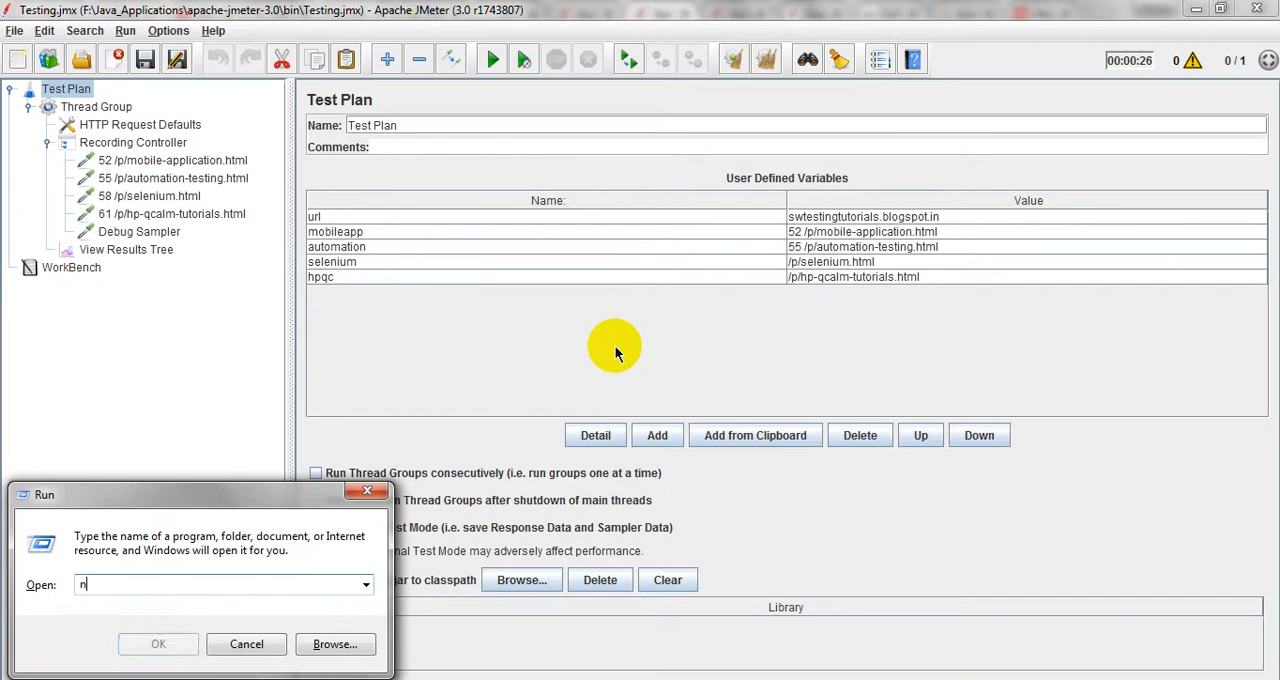 Testing.jmx (F:\Java_Applications\apache-jmeter-3.0\bin\Testing.jmx) - Apache JMeter (3.0 r1743807)
File Edit Search Run Options Help
00:00:26 0 0 / 1
Test Plan
Thread Group
HTTP Request Defaults
Recording Controller
52 /p/mobile-application.html
55 /p/automation-testing.html
58 /p/selenium.html
61 /p/hp-qcalm-tutorials.html
Debug Sampler
View Results Tree
WorkBench
Test Plan
Name: Test Plan
Comments:
User Defined Variables
Name: Value
url swtestingtutorials.blogspot.in
mobileapp 52 /p/mobile-application.html
automation 55 /p/automation-testing.html
selenium /p/selenium.html
hpqc /p/hp-qcalm-tutorials.html
Detail Add Add from Clipboard Delete Up Down
Run Thread Groups consecutively (i.e. run groups one at a time)
n Thread Groups after shutdown of main threads
st Mode (i.e. save Response Data and Sampler Data)
nal Test Mode may adversely affect performance.
jar to classpath Browse... Delete Clear
Library
Run
Type the name of a program, folder, document, or Internet
resource, and Windows will open it for you.
Open: n
OK Cancel Browse...